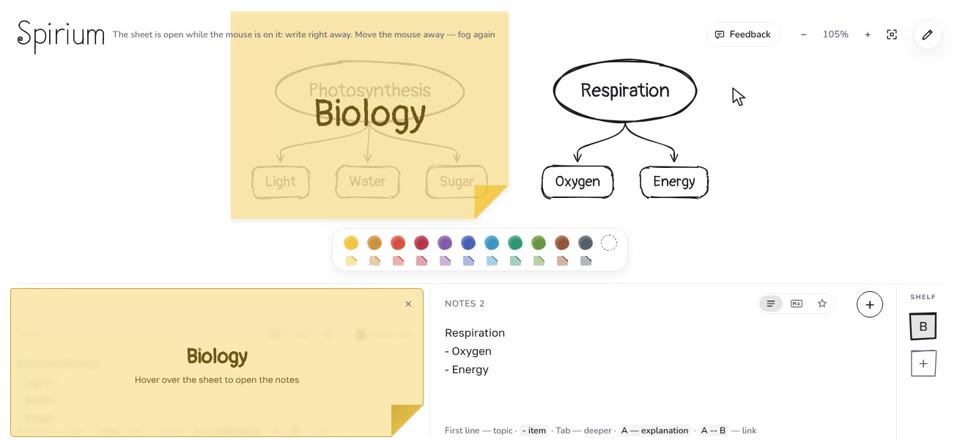 Spirium
The sheet is open while the mouse is on it: write right away. Move the mouse away — fog again
Feedback
− 105% +
Photosynthesis
Biology
Light
Water
Sugar
Respiration
Oxygen
Energy
×
Biology
Hover over the sheet to open the notes
NOTES 2
M↓
+
Respiration
- Oxygen
- Energy
First line — topic · - item · Tab — deeper · A — explanation · A -- B — link
SHELF
B
+